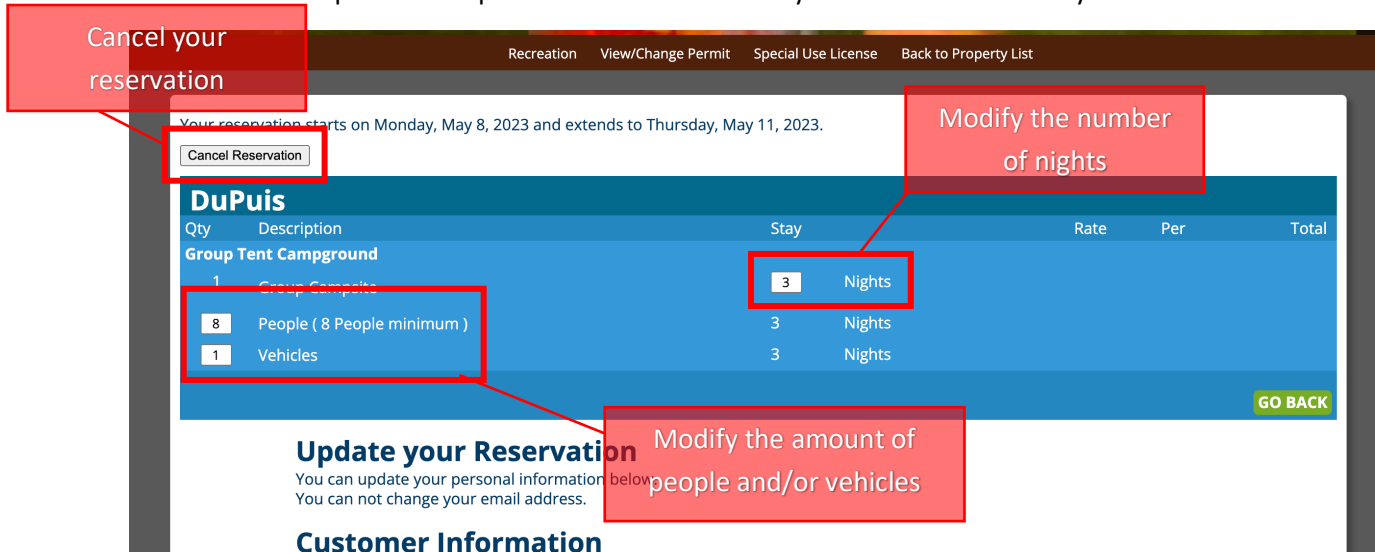 Cancel your
reservation
Recreation View/Change Permit Special Use License Back to Property List
Your reservation starts on Monday, May 8, 2023 and extends to Thursday, May 11, 2023.
Modify the number
of nights
Cancel Reservation
DuPuis
Qty Description Stay Rate Per Total
Group Tent Campground
1 Group Campsite 3 Nights
8 People ( 8 People minimum ) 3 Nights
1 Vehicles 3 Nights
GO BACK
Modify the amount of
people and/or vehicles
Update your Reservation
You can update your personal information below.
You can not change your email address.
Customer Information